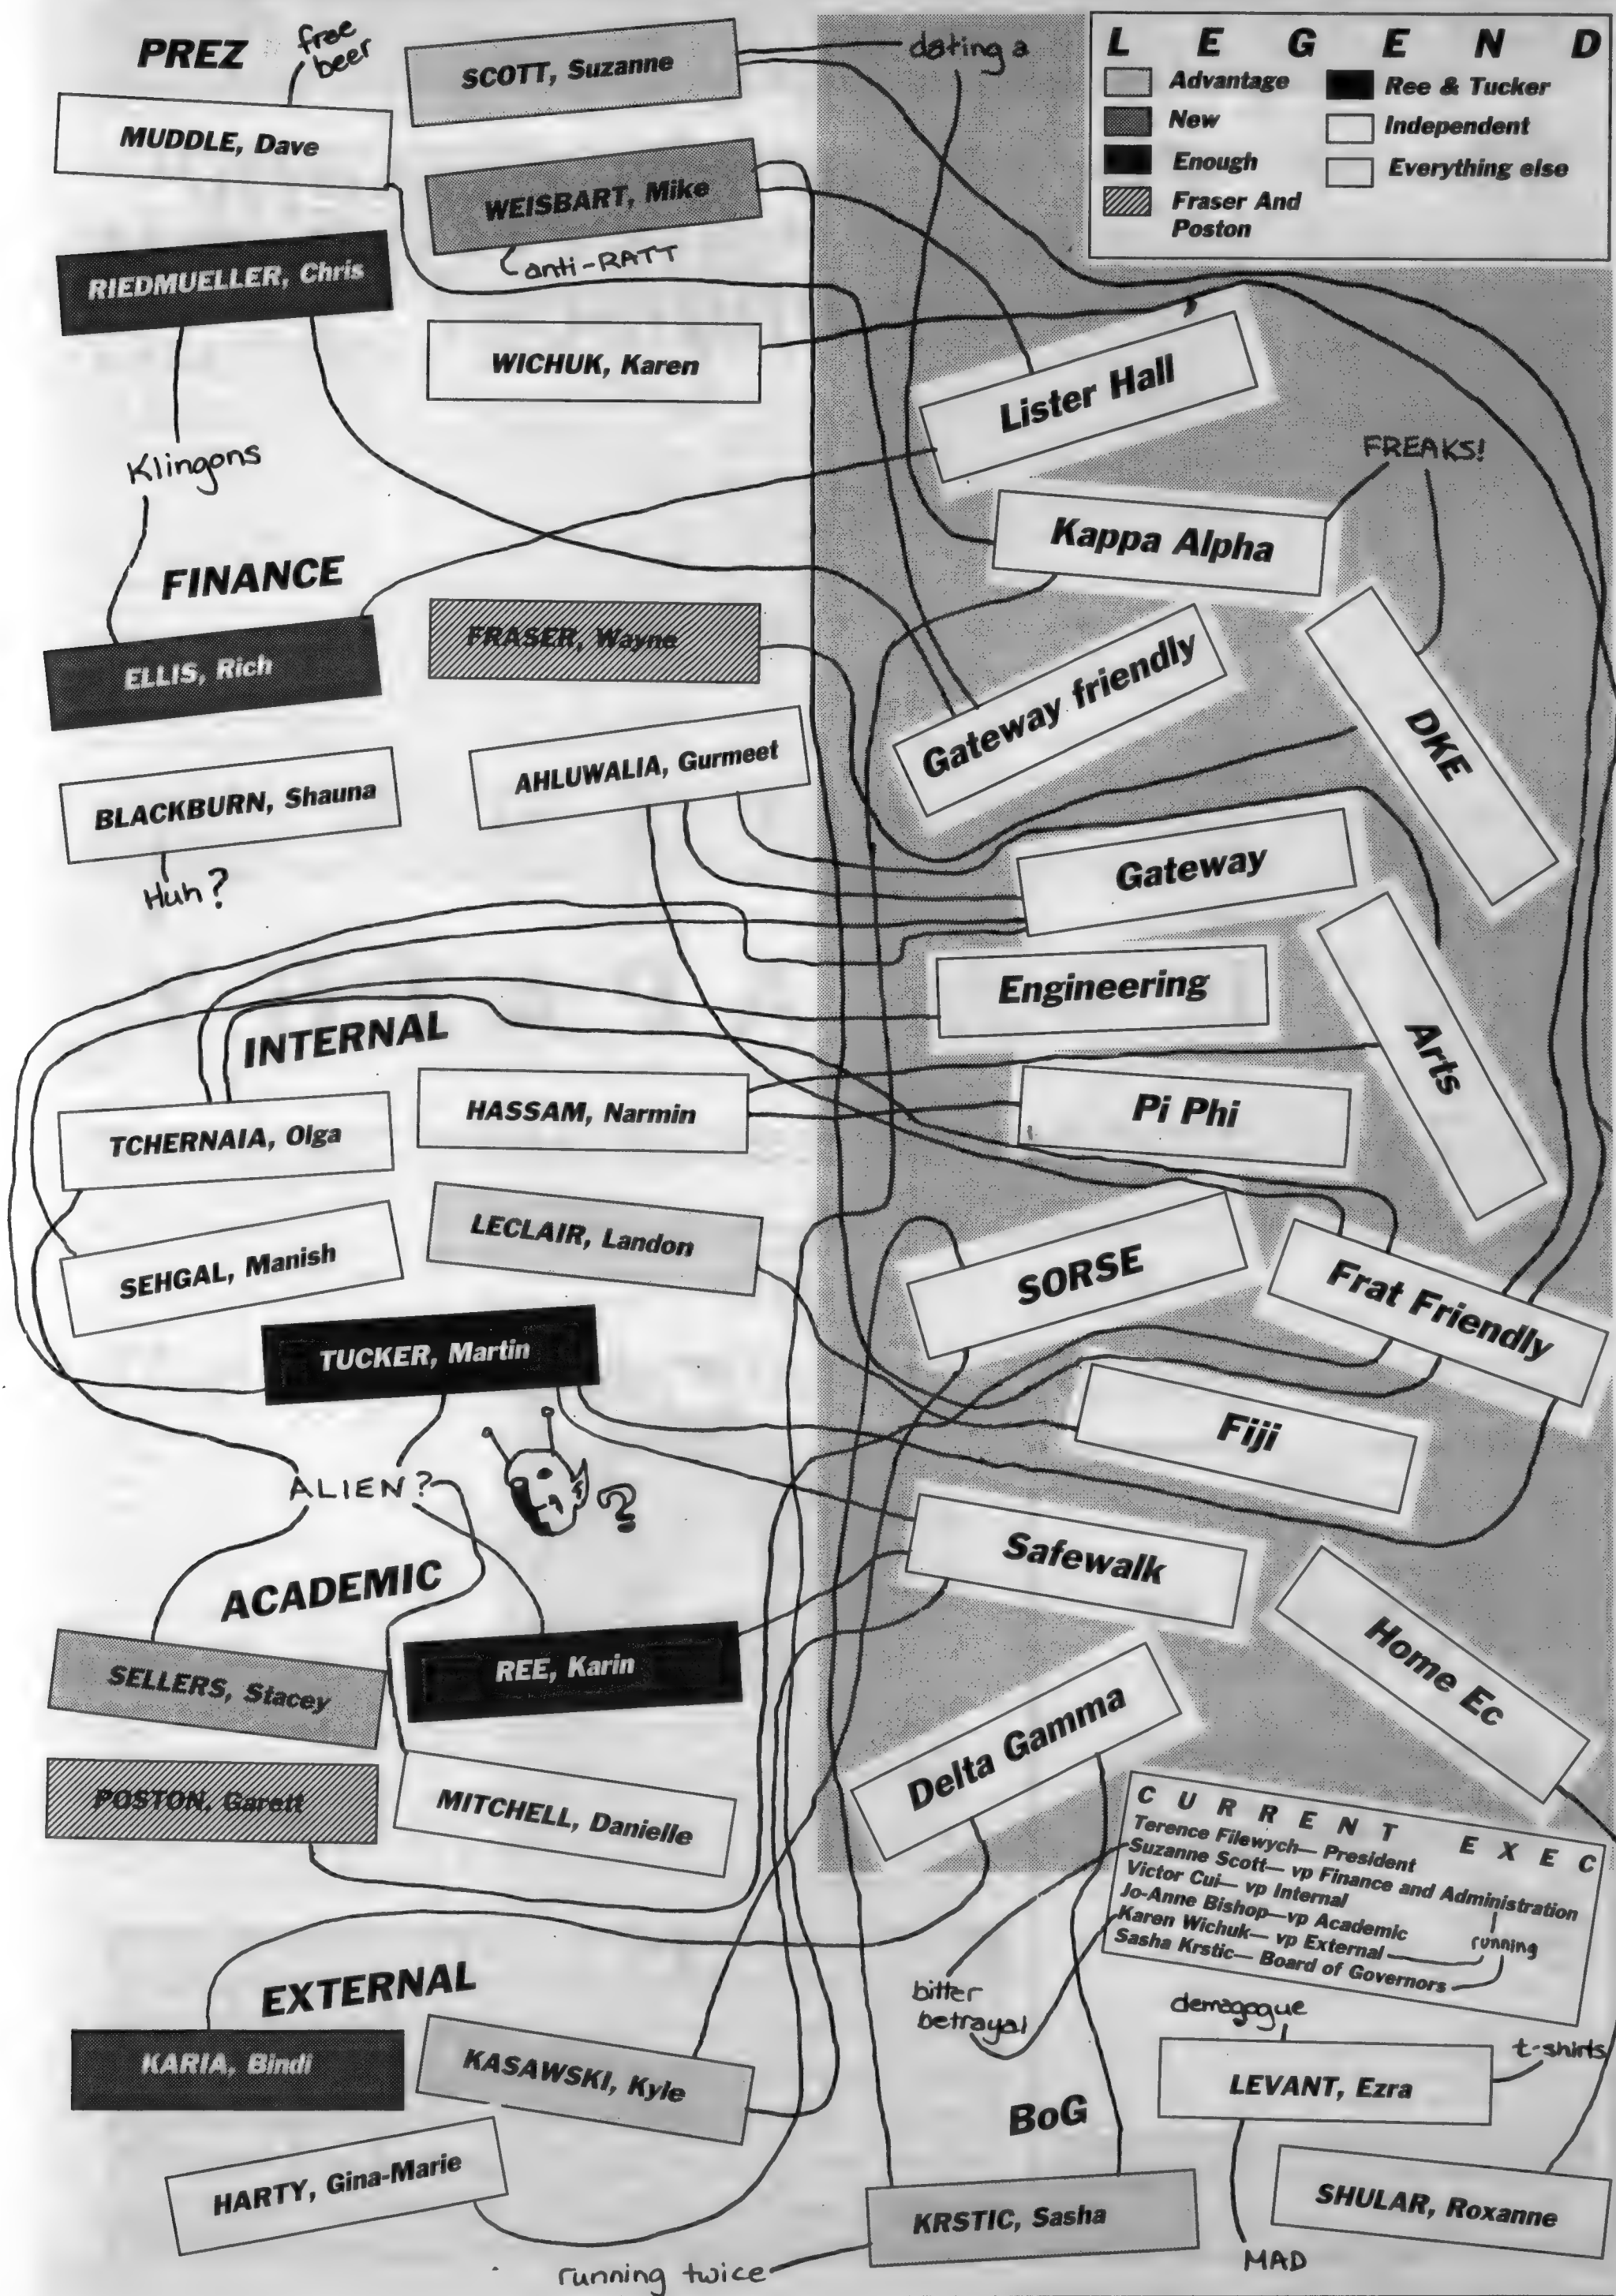 PREZ
free
beer
MUDDLE, Dave
SCOTT, Suzanne
WEISBART, Mike
anti-RATT
RIEDMUELLER, Chris
WICHUK, Karen
Klingons
dating a
LEGEND
Advantage
New
Enough
Fraser And
Poston
Ree & Tucker
Independent
Everything else
Lister Hall
FREAKS!
Kappa Alpha
FINANCE
ELLIS, Rich
FRASER, Wayne
BLACKBURN, Shauna
Huh?
AHLUWALIA, Gurmeet
Gateway friendly
DKE
Gateway
Engineering
Arts
Pi Phi
INTERNAL
TCHERNAIA, Olga
HASSAM, Narmin
SEHGAL, Manish
LECLAIR, Landon
TUCKER, Martin
SORSE
Frat Friendly
Fiji
ALIEN?
?
Safewalk
Home Ec
ACADEMIC
SELLERS, Stacey
REE, Karin
POSTON, Garett
MITCHELL, Danielle
Delta Gamma
CURRENT EXEC
Terence Filewych— President
Suzanne Scott— vp Finance and Administration
Victor Cui— vp Internal
Jo-Anne Bishop—vp Academic
Karen Wichuk— vp External
Sasha Krstic— Board of Governors
running
bitter
betrayal
EXTERNAL
KARIA, Bindi
KASAWSKI, Kyle
HARTY, Gina-Marie
running twice
BoG
demagogue
LEVANT, Ezra
t-shirts
KRSTIC, Sasha
SHULAR, Roxanne
MAD